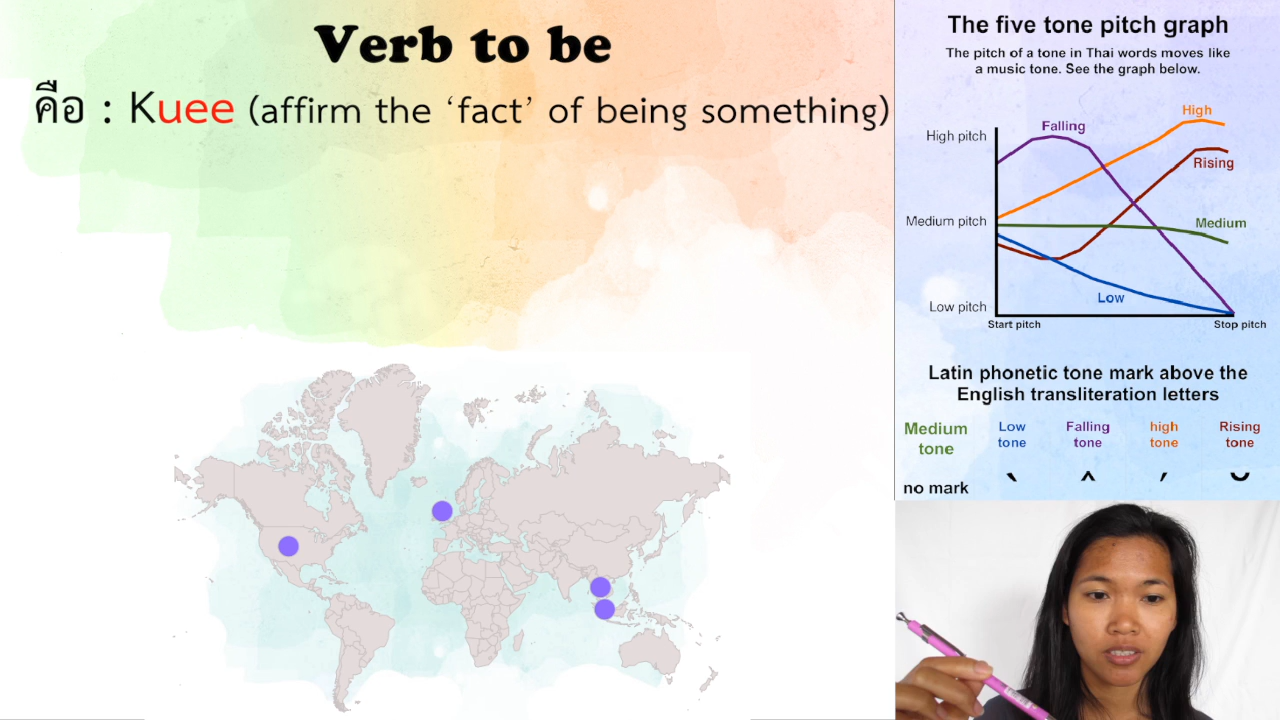 Verb to be
คือ : Kuee (affirm the ‘fact’ of being something)
The five tone pitch graph
The pitch of a tone in Thai words moves like
a music tone. See the graph below.
High
Falling
High pitch
Rising
Medium pitch
Medium
Low
Low pitch
Start pitch
Stop pitch
Latin phonetic tone mark above the
English transliteration letters
Medium
tone
Low
tone
Falling
tone
high
tone
Rising
tone
no mark